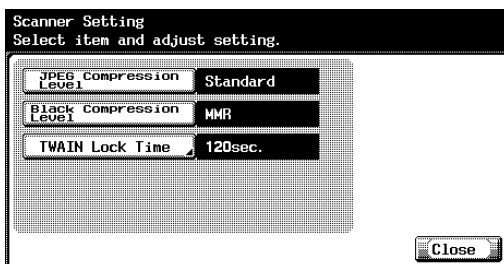 Scanner Setting
Select item and adjust setting.
JPEG Compression
Level
Standard
Black Compression
Level
MMR
TWAIN Lock Time
120sec.
Close